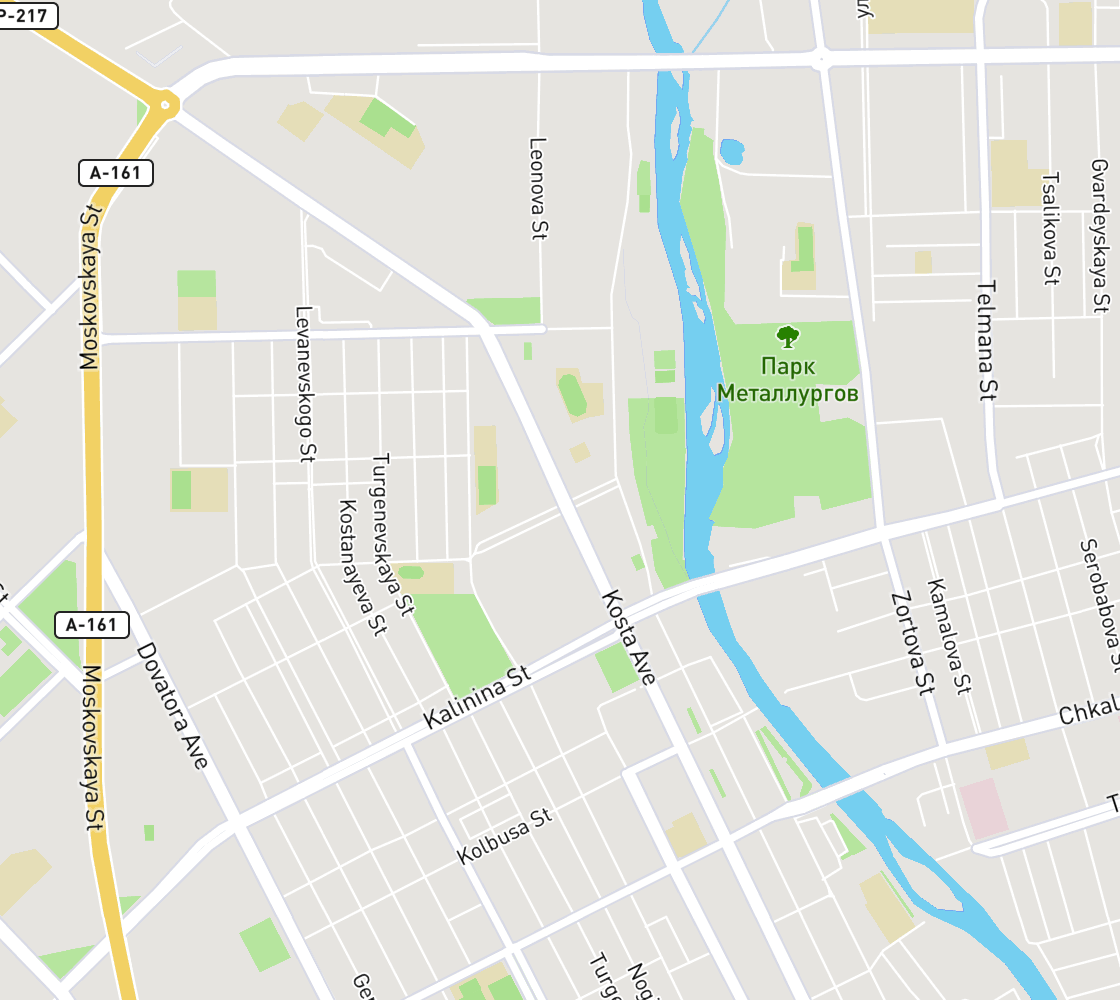 P-217
A-161
Moskovskaya St
Leonova St
Tsalikova St
Gvardeyskaya St
Telmana St
Levanevskogo St
Парк
Металлургов
Turgenevskaya St
Kostanayeva St
A-161
Moskovskaya St
Dovatora Ave
Kalinina St
Kosta Ave
Zortova St
Kamalova St
Serobabova St
Kolbusa St